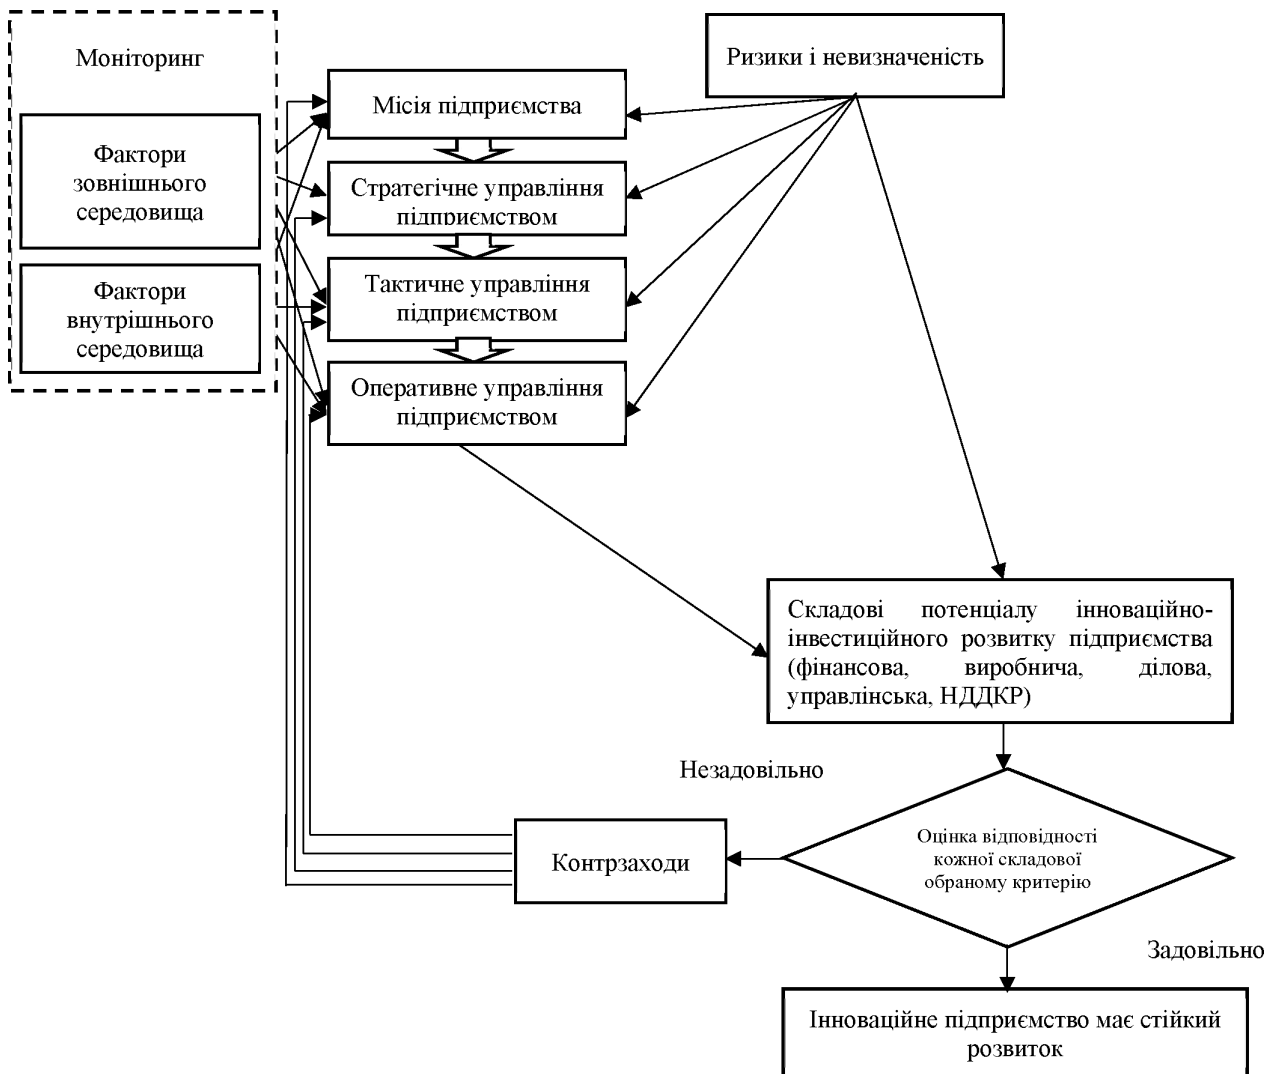 Моніторинг
Фактори
зовнішнього
середовища
Фактори
внутрішнього
середовища
Місія підприємства
Стратегічне управління
підприємством
Тактичне управління
підприємством
Оперативне управління
підприємством
Ризики і невизначеність
Складові потенціалу інноваційно-
інвестиційного розвитку підприємства
(фінансова, виробнича, ділова,
управлінська, НДДКР)
Незадовільно
Оцінка відповідності
кожної складової
обраному критерію
Контрзаходи
Задовільно
Інноваційне підприємство має стійкий
розвиток